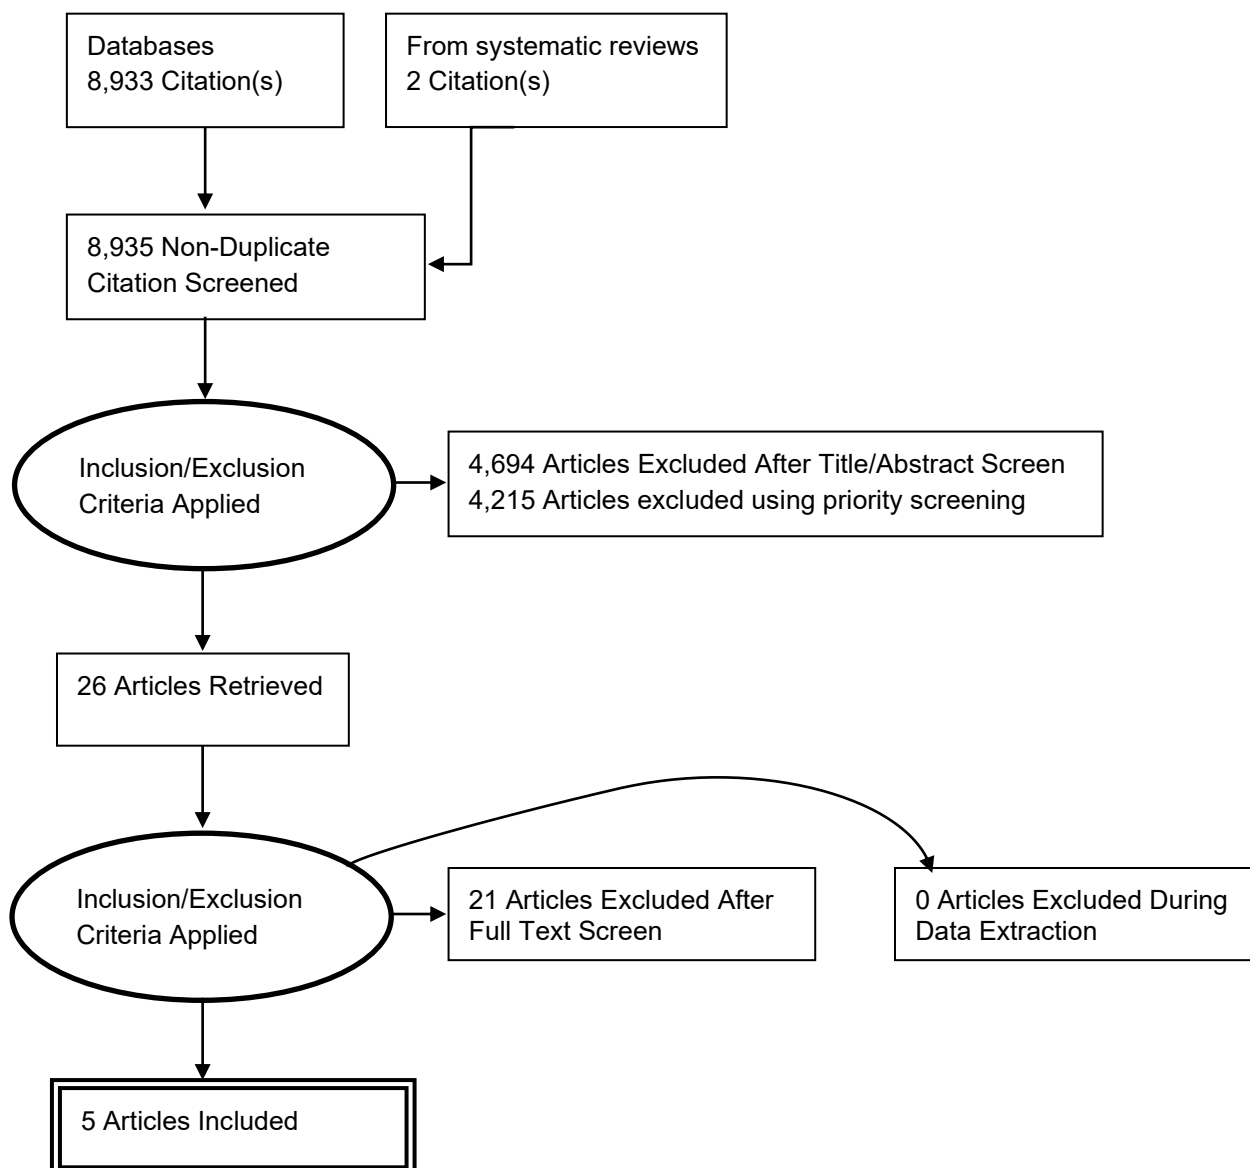 Databases
8,933 Citation(s)
From systematic reviews
2 Citation(s)
8,935 Non-Duplicate
Citation Screened
Inclusion/Exclusion
Criteria Applied
4,694 Articles Excluded After Title/Abstract Screen
4,215 Articles excluded using priority screening
26 Articles Retrieved
Inclusion/Exclusion
Criteria Applied
21 Articles Excluded After
Full Text Screen
0 Articles Excluded During
Data Extraction
5 Articles Included